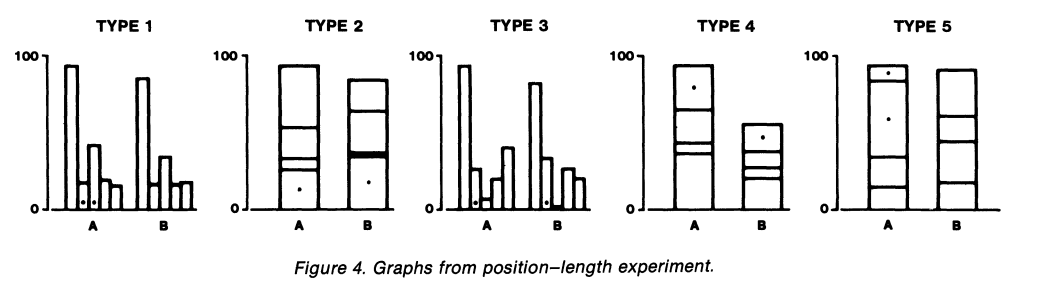 TYPE 1 TYPE 2 TYPE 3 TYPE 4 TYPE 5
100 100 100 100 100
0 0 0 0 0
A B A B A B A B A B
Figure 4. Graphs from position–length experiment.